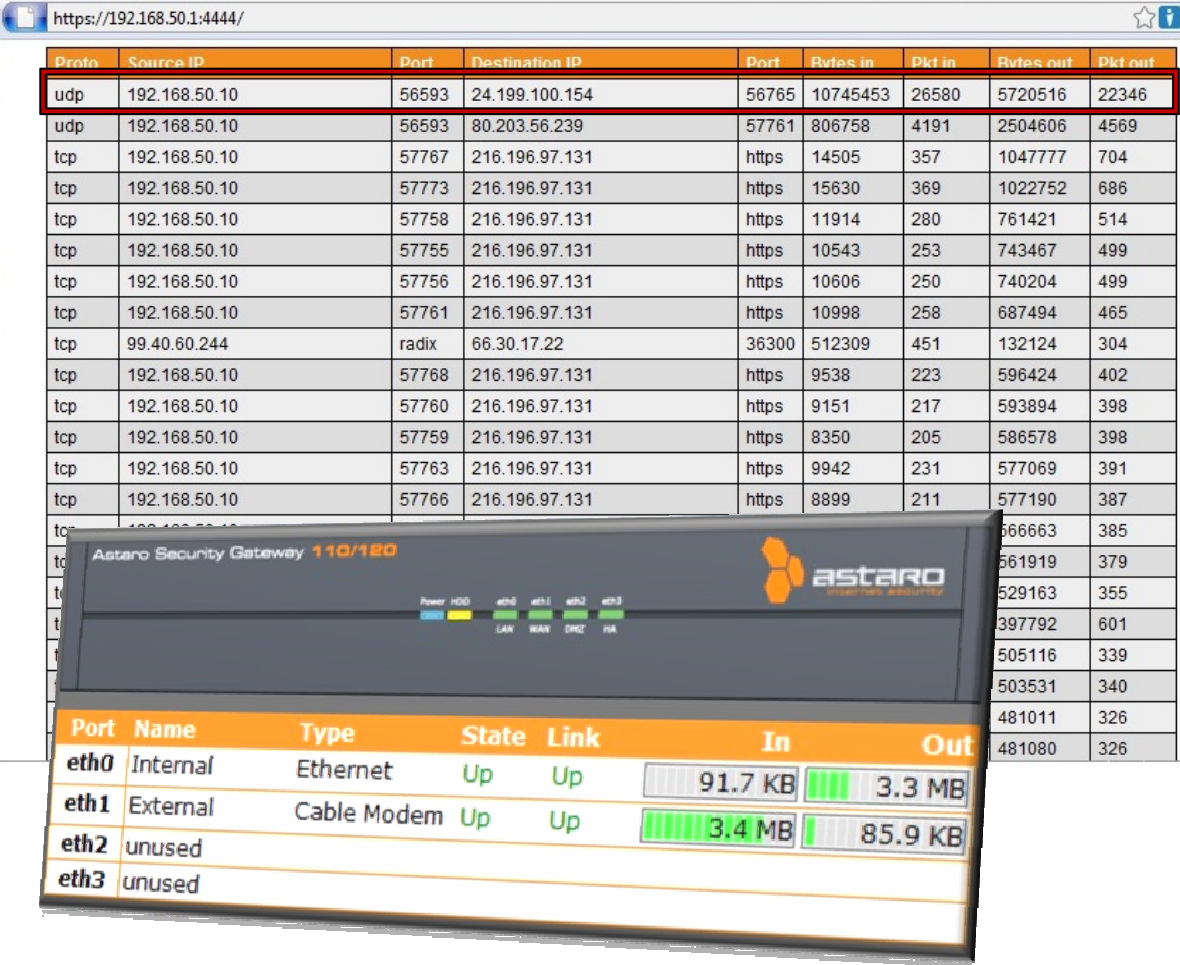 https://192.168.50.1:4444/
Proto Source IP Port Destination IP Port Bytes in Pkt in Bytes out Pkt out
udp 192.168.50.10 56593 24.199.100.154 56765 10745453 26580 5720516 22346
udp 192.168.50.10 56593 80.203.56.239 57761 806758 4191 2504606 4569
tcp 192.168.50.10 57767 216.196.97.131 https 14505 357 1047777 704
tcp 192.168.50.10 57773 216.196.97.131 https 15630 369 1022752 686
tcp 192.168.50.10 57758 216.196.97.131 https 11914 280 761421 514
tcp 192.168.50.10 57755 216.196.97.131 https 10543 253 743467 499
tcp 192.168.50.10 57756 216.196.97.131 https 10606 250 740204 499
tcp 192.168.50.10 57761 216.196.97.131 https 10998 258 687494 465
tcp 99.40.60.244 radix 66.30.17.22 36300 512309 451 132124 304
tcp 192.168.50.10 57768 216.196.97.131 https 9538 223 596424 402
tcp 192.168.50.10 57760 216.196.97.131 https 9151 217 593894 398
tcp 192.168.50.10 57759 216.196.97.131 https 8350 205 586578 398
tcp 192.168.50.10 57763 216.196.97.131 https 9942 231 577069 391
tcp 192.168.50.10 57766 216.196.97.131 https 8899 211 577190 387
566663 385
561919 379
529163 355
397792 601
505116 339
503531 340
481011 326
481080 326
Astaro Security Gateway 110/120
astaro
internet security
Power HDD eth0 eth1 eth2 eth3
LAN WAN DMZ HA
Port Name Type State Link In Out
eth0 Internal Ethernet Up Up 91.7 KB 3.3 MB
eth1 External Cable Modem Up Up 3.4 MB 85.9 KB
eth2 unused
eth3 unused